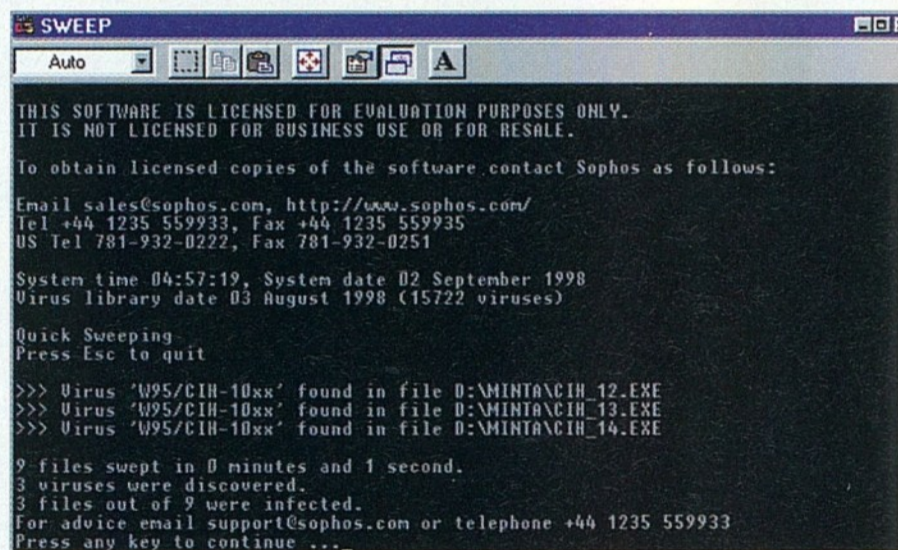 SWEEP
Auto
A
THIS SOFTWARE IS LICENSED FOR EVALUATION PURPOSES ONLY.
IT IS NOT LICENSED FOR BUSINESS USE OR FOR RESALE.
To obtain licensed copies of the software contact Sophos as follows:
Email sales@sophos.com, http://www.sophos.com/
Tel +44 1235 559933, Fax +44 1235 559935
US Tel 781-932-0222, Fax 781-932-0251
System time 04:57:19, System date 02 September 1998
Virus library date 03 August 1998 (15722 viruses)
Quick Sweeping
Press Esc to quit
>>> Virus 'W95/CIH-10xx' found in file D:\MINTA\CIH_12.EXE
>>> Virus 'W95/CIH-10xx' found in file D:\MINTA\CIH_13.EXE
>>> Virus 'W95/CIH-10xx' found in file D:\MINTA\CIH_14.EXE
9 files swept in 0 minutes and 1 second.
3 viruses were discovered.
3 files out of 9 were infected.
For advice email support@sophos.com or telephone +44 1235 559933
Press any key to continue ..._